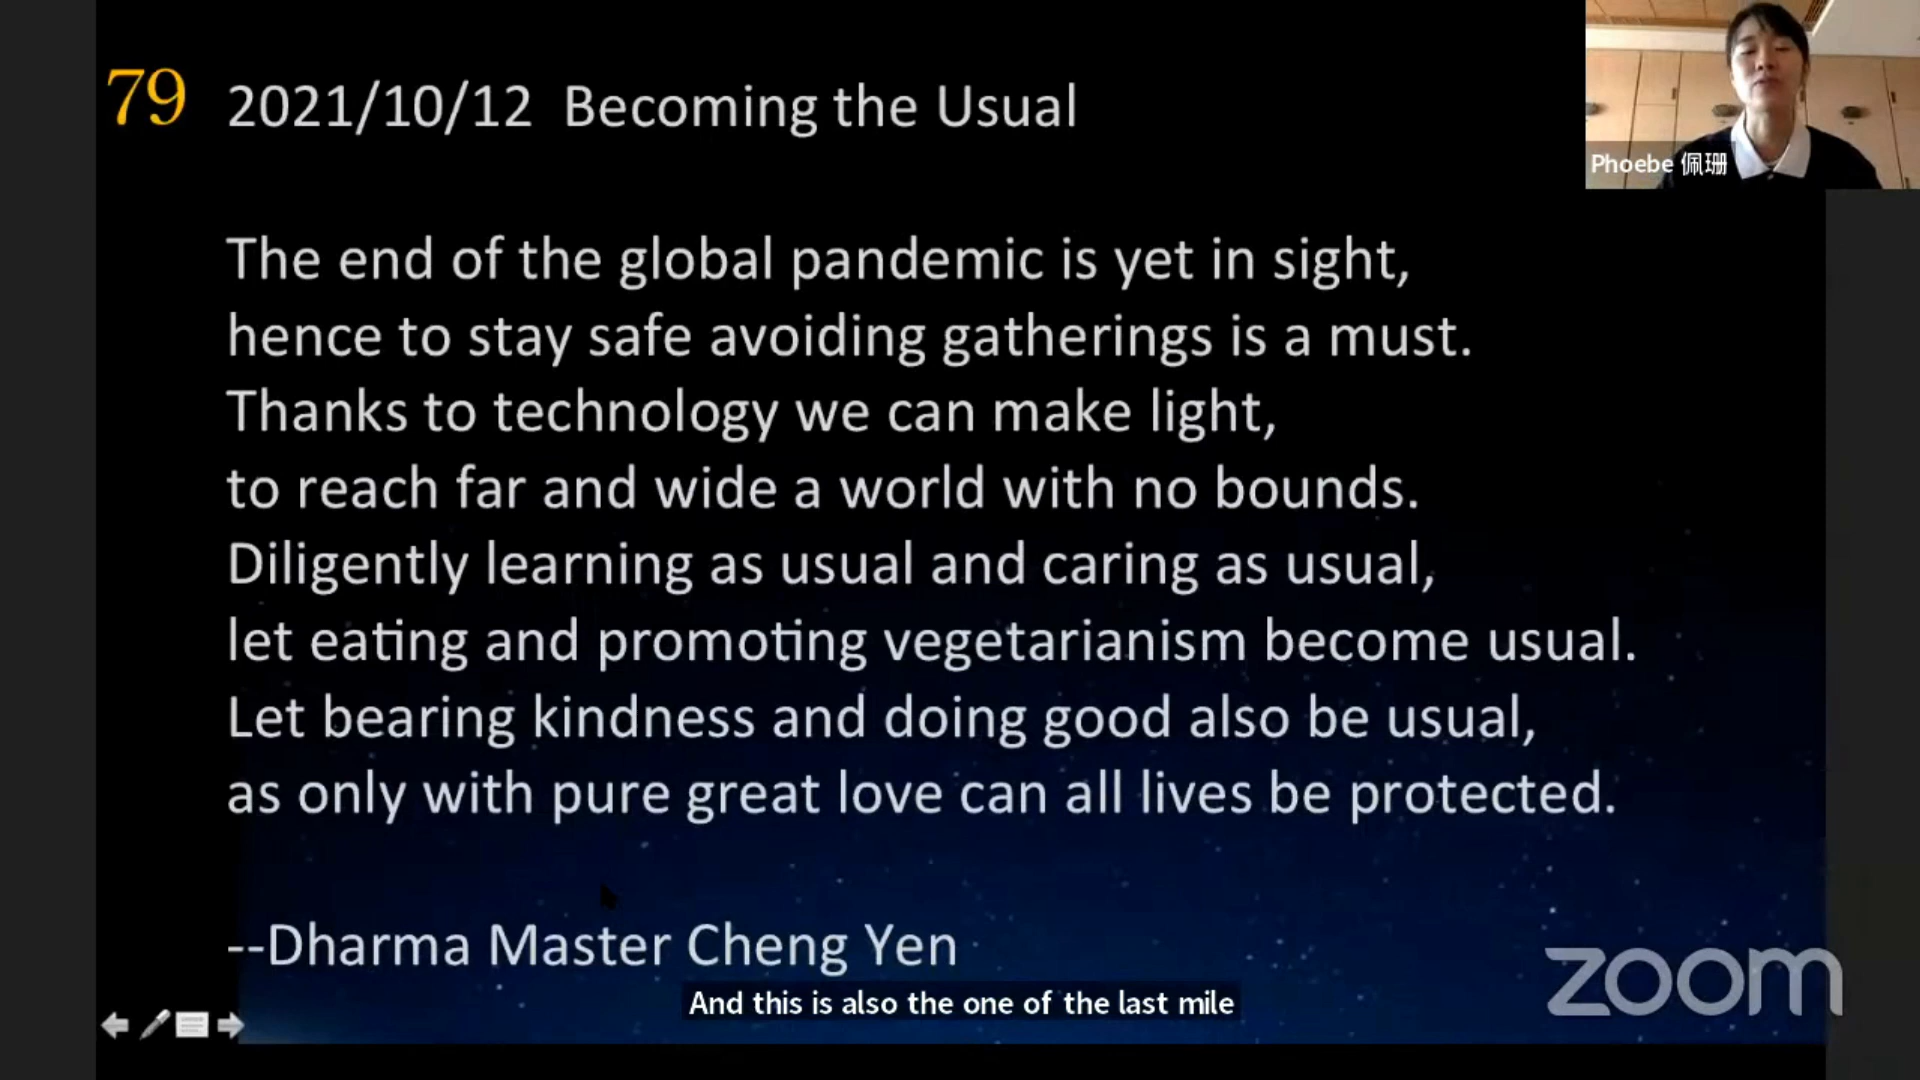 79 2021/10/12 Becoming the Usual
Phoebe 佩珊
The end of the global pandemic is yet in sight,
hence to stay safe avoiding gatherings is a must.
Thanks to technology we can make light,
to reach far and wide a world with no bounds.
Diligently learning as usual and caring as usual,
let eating and promoting vegetarianism become usual.
Let bearing kindness and doing good also be usual,
as only with pure great love can all lives be protected.
--Dharma Master Cheng Yen
And this is also the one of the last mile
zoom